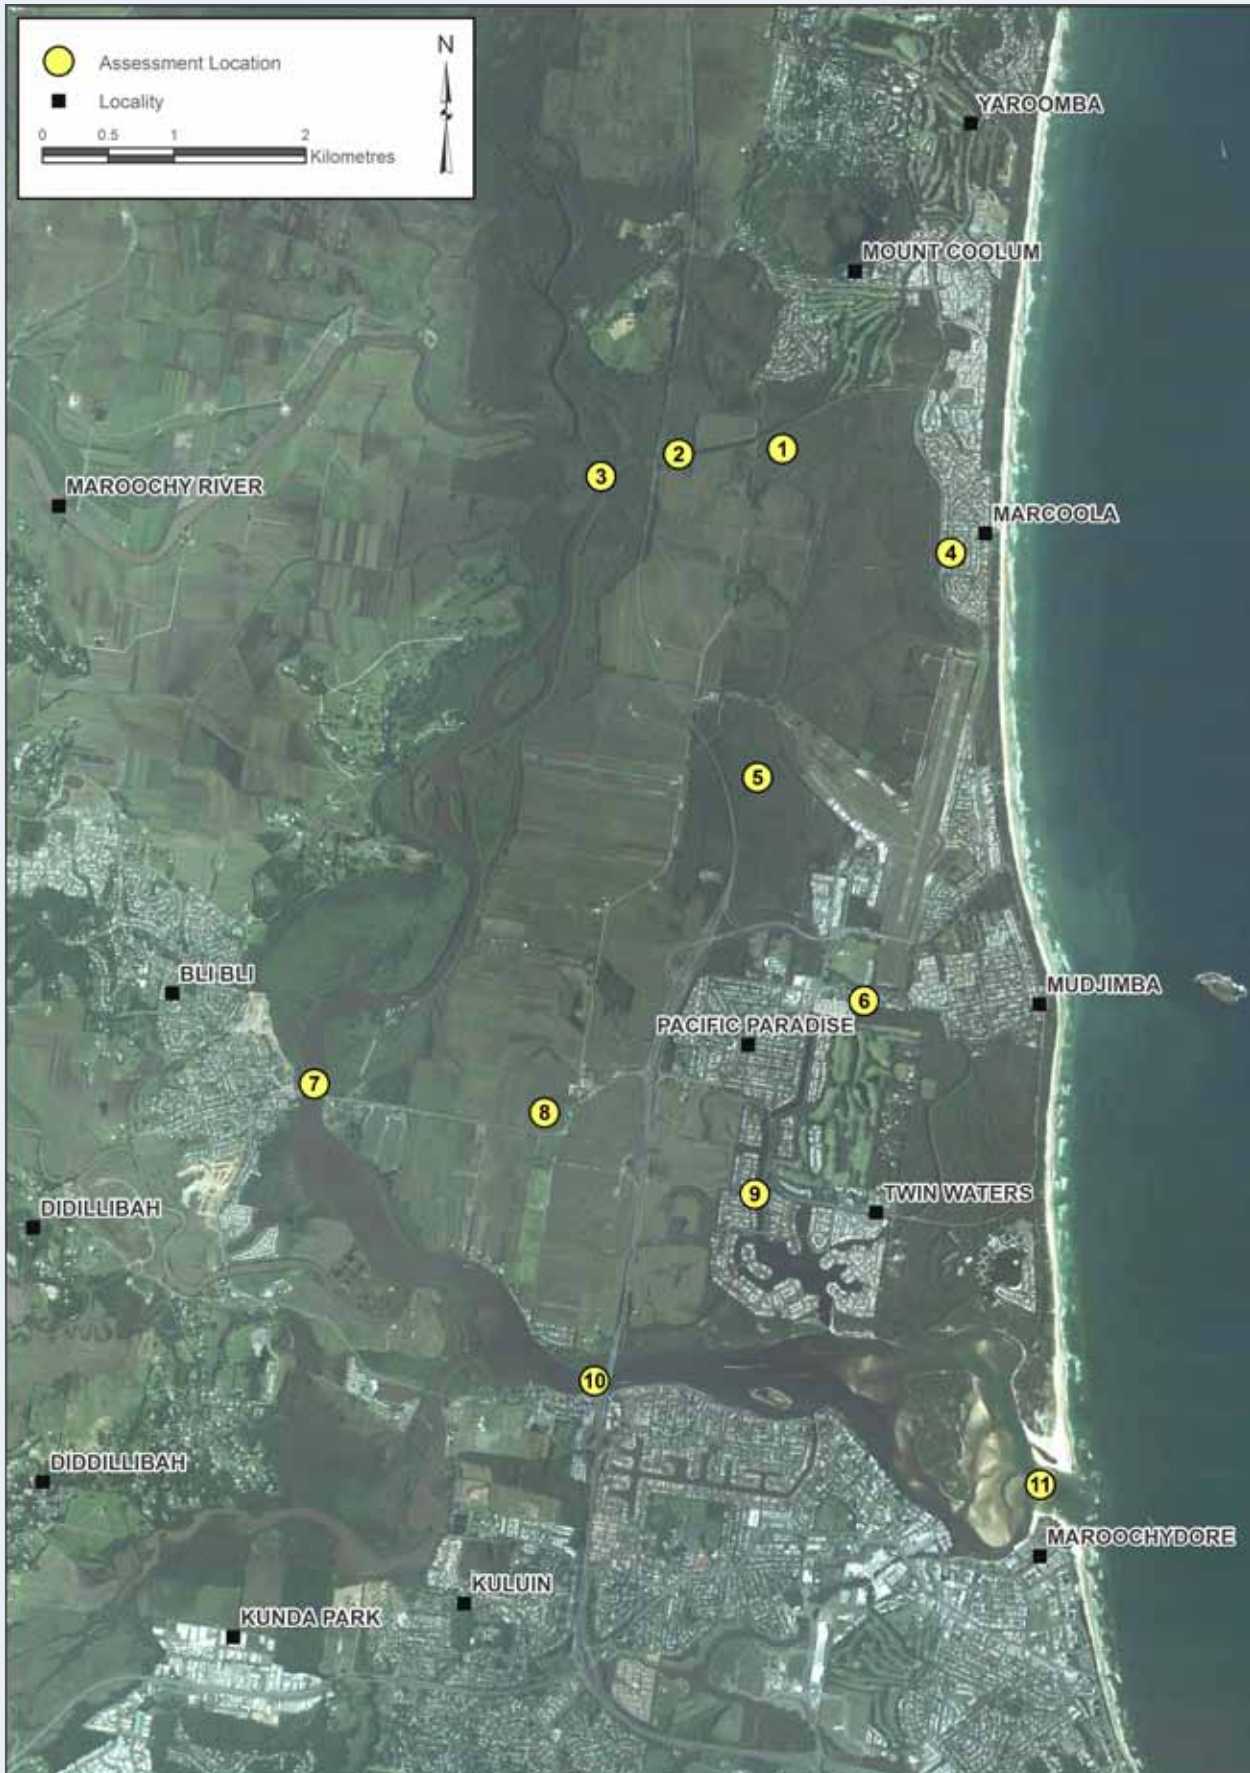 N
Assessment Location
Locality
0 0.5 1 2
Kilometres
YAROOMBA
MOUNT COOLUM
1
2
3
MAROOCHY RIVER
MARCOOLA
4
5
BLI BLI
6
MUDJIMBA
PACIFIC PARADISE
7
8
9
TWIN WATERS
DIDILLIBAH
10
DIDDILLIBAH
11
MAROOCHYDORE
KULUIN
KUNDA PARK